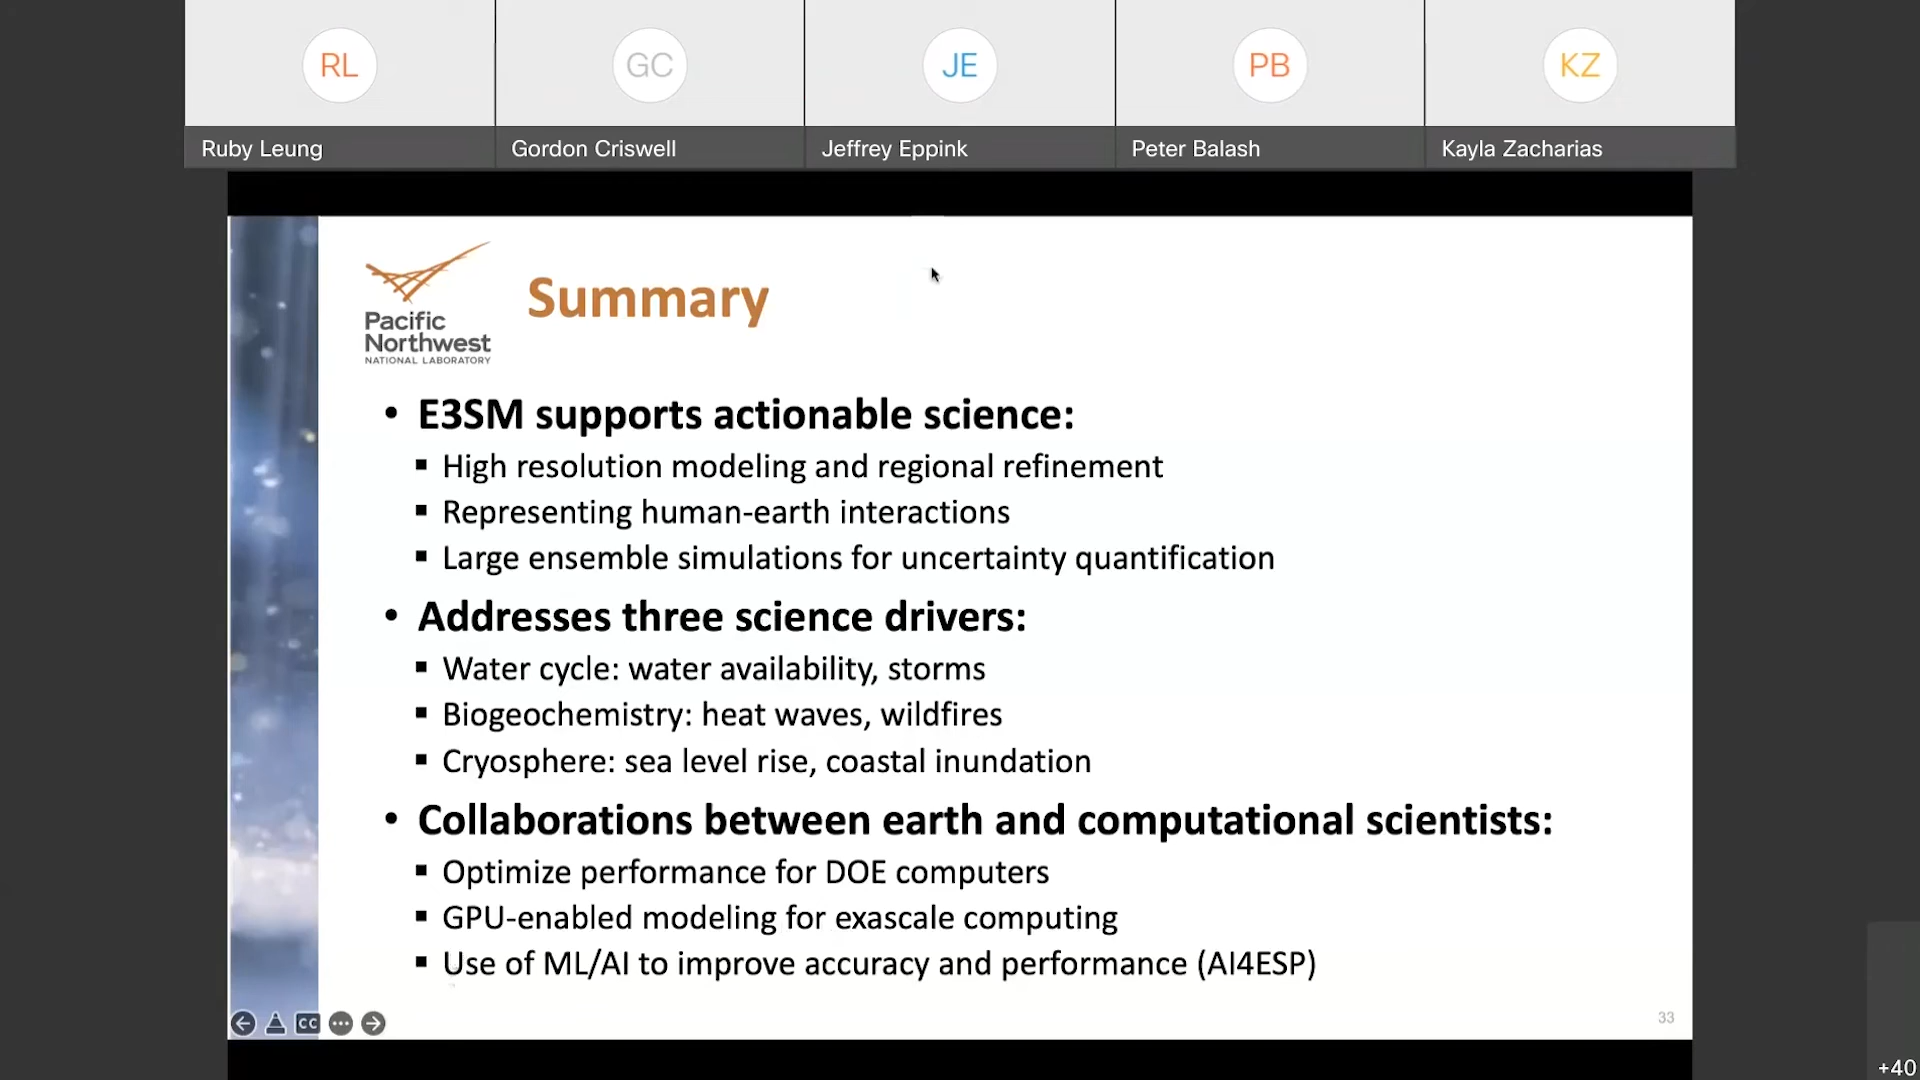 RL
GC
JE
PB
KZ
Ruby Leung
Gordon Criswell
Jeffrey Eppink
Peter Balash
Kayla Zacharias
Pacific
Northwest
NATIONAL LABORATORY
Summary
• E3SM supports actionable science:
▪ High resolution modeling and regional refinement
▪ Representing human-earth interactions
▪ Large ensemble simulations for uncertainty quantification
• Addresses three science drivers:
▪ Water cycle: water availability, storms
▪ Biogeochemistry: heat waves, wildfires
▪ Cryosphere: sea level rise, coastal inundation
• Collaborations between earth and computational scientists:
▪ Optimize performance for DOE computers
▪ GPU-enabled modeling for exascale computing
▪ Use of ML/AI to improve accuracy and performance (AI4ESP)
CC
33
+40